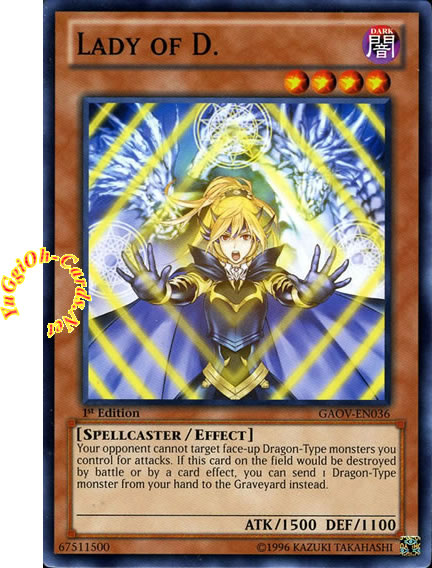 LADY OF D.
DARK
闇
YuGgiOh-Cards.Net
1st Edition
GAOV-EN036
[SPELLCASTER / EFFECT]
Your opponent cannot target face-up Dragon-Type monsters you
control for attacks. If this card on the field would be destroyed
by battle or by a card effect, you can send 1 Dragon-Type
monster from your hand to the Graveyard instead.
ATK/1500 DEF/1100
67511500
©1996 KAZUKI TAKAHASHI